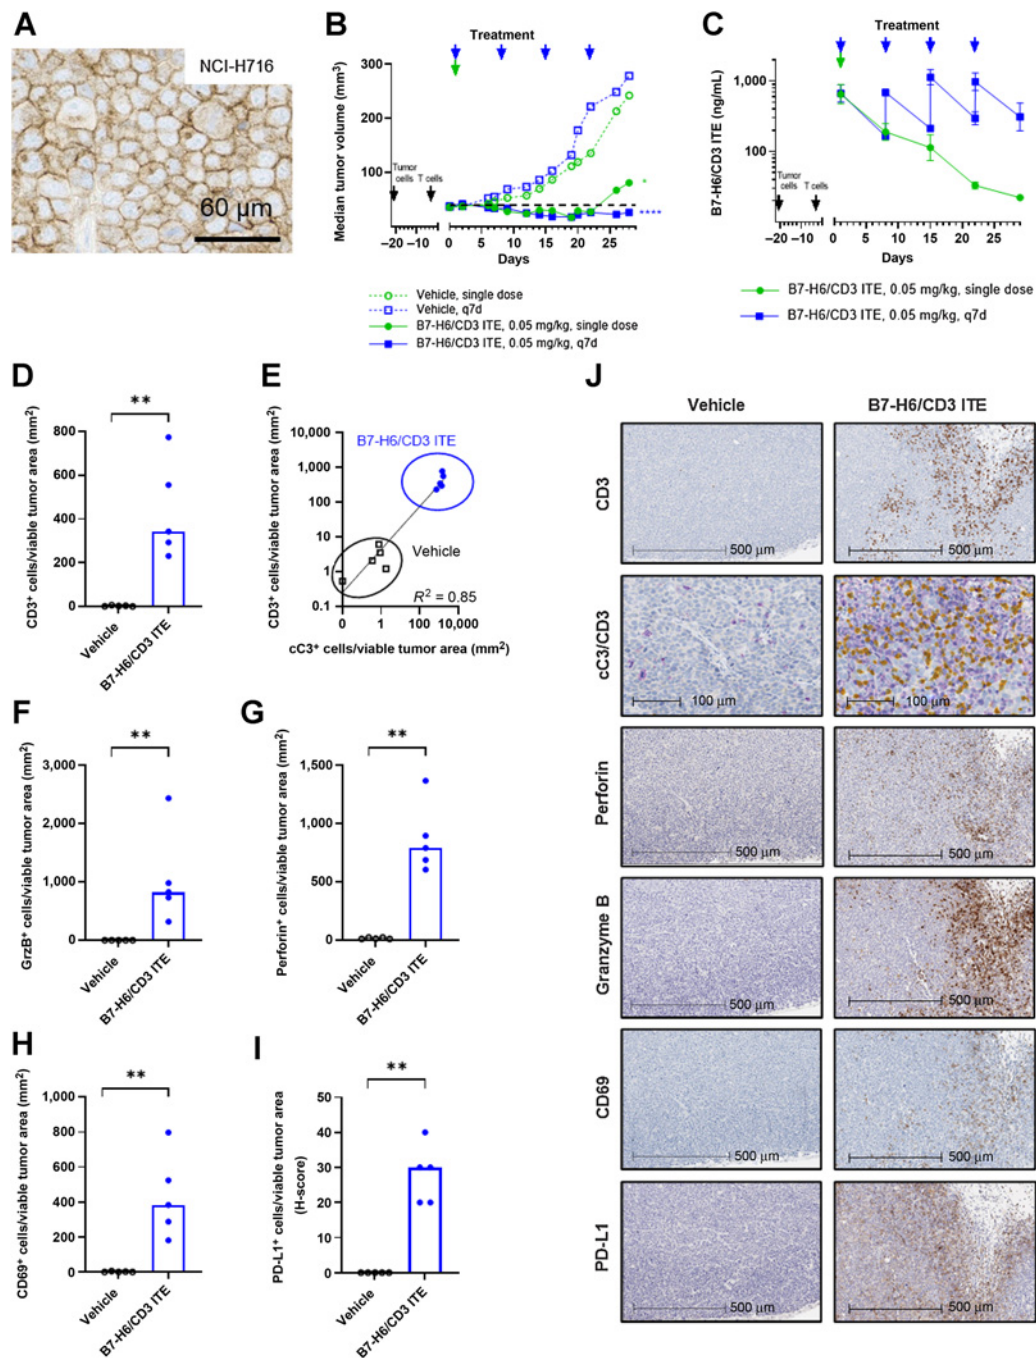 A
NCI-H716
60 µm
B
Treatment
Median tumor volume (mm³)
300
200
100
Tumor
cells
T cells
−20
−10
0
5
10
15
20
25
Days
*
****
Vehicle, single dose
Vehicle, q7d
B7-H6/CD3 ITE, 0.05 mg/kg, single dose
B7-H6/CD3 ITE, 0.05 mg/kg, q7d
C
Treatment
B7-H6/CD3 ITE (ng/mL)
1,000
100
Tumor
cells
T cells
−20
−10
0
8
15
22
Days
B7-H6/CD3 ITE, 0.05 mg/kg, single dose
B7-H6/CD3 ITE, 0.05 mg/kg, q7d
D
**
CD3⁺ cells/viable tumor area (mm²)
800
600
400
200
0
Vehicle
B7-H6/CD3 ITE
E
CD3⁺ cells/viable tumor area (mm²)
10,000
1,000
100
10
1
0.1
B7-H6/CD3 ITE
Vehicle
R² = 0.85
0
1
100
10,000
cC3⁺ cells/viable tumor area (mm²)
F
**
GrzB⁺ cells/viable tumor area (mm²)
3,000
2,000
1,000
0
Vehicle
B7-H6/CD3 ITE
G
**
Perforin⁺ cells/viable tumor area (mm²)
1,500
1,000
500
0
Vehicle
B7-H6/CD3 ITE
H
**
CD69⁺ cells/viable tumor area (mm²)
1,000
800
600
400
200
0
Vehicle
B7-H6/CD3 ITE
I
**
PD-L1⁺ cells/viable tumor area
(H-score)
50
40
30
20
10
0
Vehicle
B7-H6/CD3 ITE
J
Vehicle
B7-H6/CD3 ITE
CD3
500 µm
500 µm
cC3/CD3
100 µm
100 µm
Perforin
500 µm
500 µm
Granzyme B
500 µm
500 µm
CD69
500 µm
500 µm
PD-L1
500 µm
500 µm